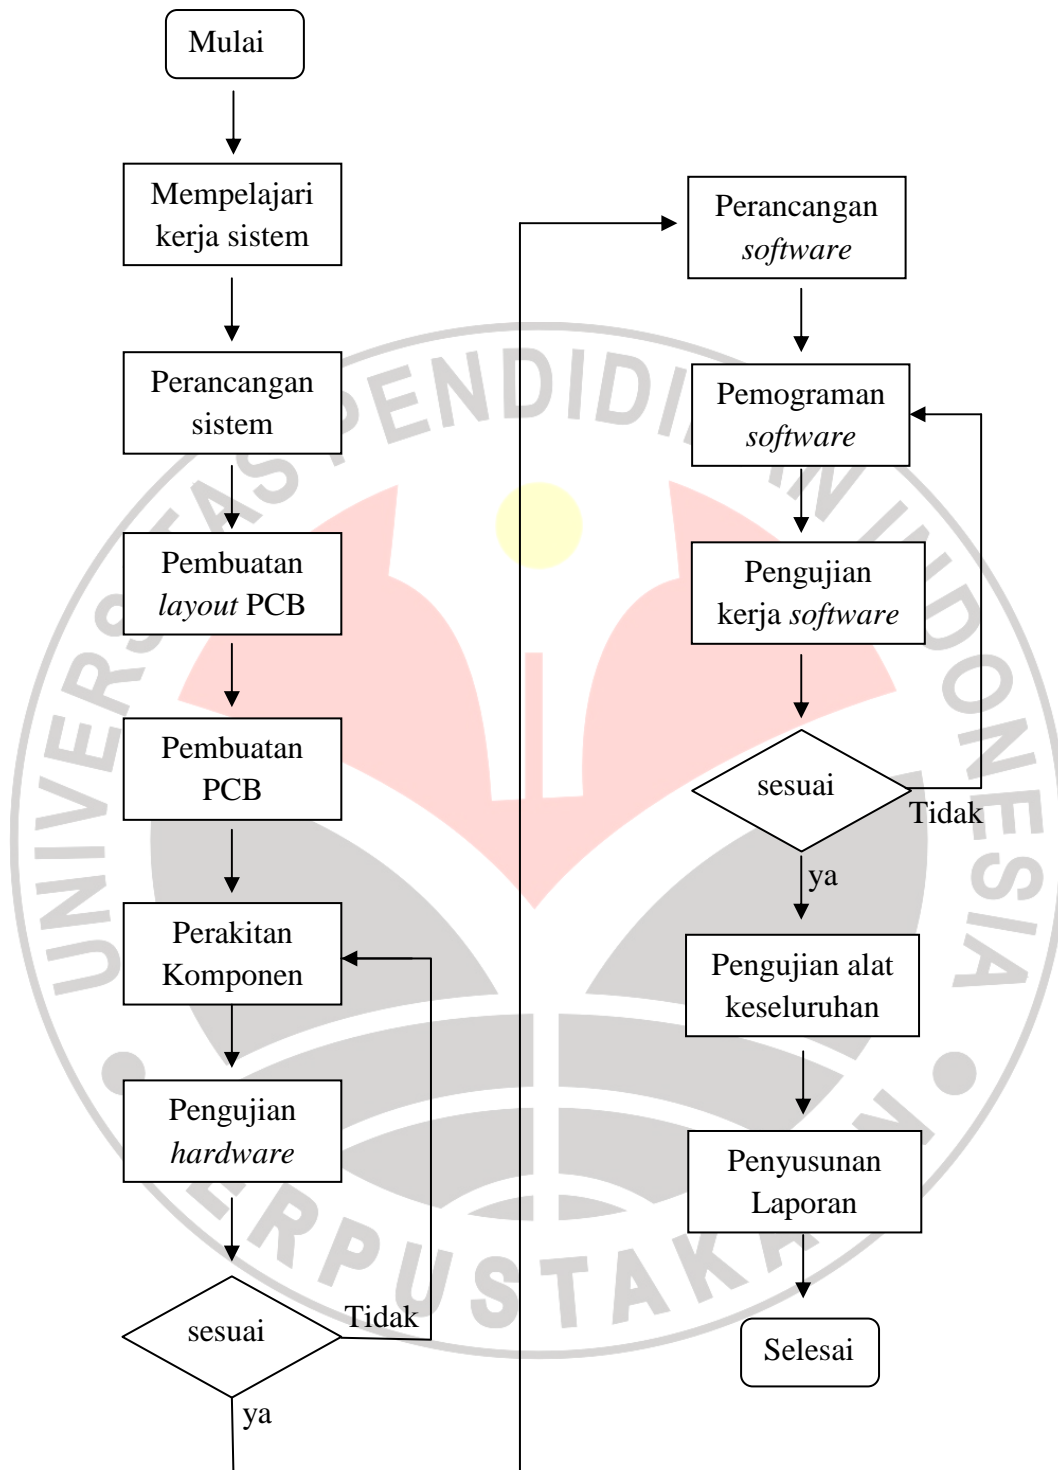 Mulai
Mempelajari
kerja sistem
Perancangan
sistem
Pembuatan
layout PCB
Pembuatan
PCB
Perakitan
Komponen
Pengujian
hardware
sesuai
Tidak
ya
Perancangan
software
Pemograman
software
Pengujian
kerja software
sesuai
Tidak
ya
Pengujian alat
keseluruhan
Penyusunan
Laporan
Selesai
UNIVERSITAS PENDIDIKAN INDONESIA
PERPUSTAKAAN